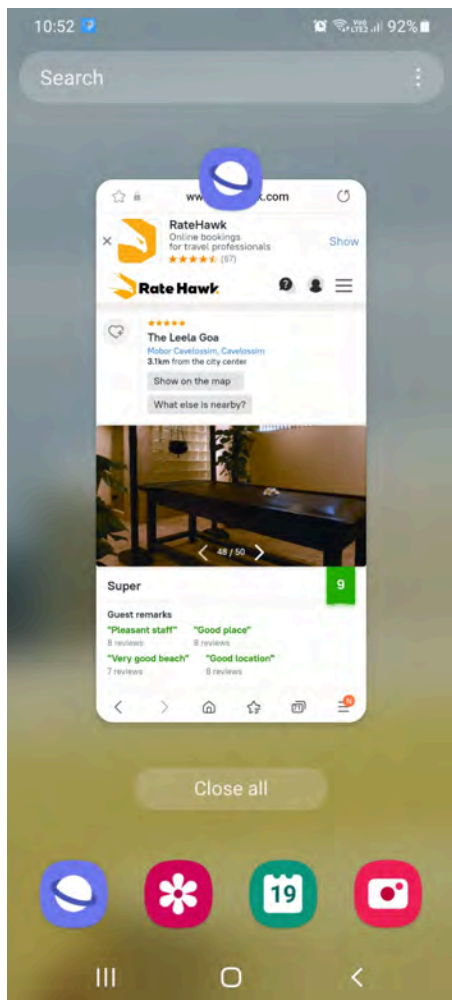 10:52
92%
Search
RateHawk
Online bookings
for travel professionals
(67)
Show
Rate Hawk
The Leela Goa
Mobor Cavelossim, Cavelossim
3.1km from the city center
Show on the map
What else is nearby?
48 / 50
Super
9
Guest remarks
"Pleasant staff" "Good place"
8 reviews 8 reviews
"Very good beach" "Good location"
7 reviews 8 reviews
Close all
19